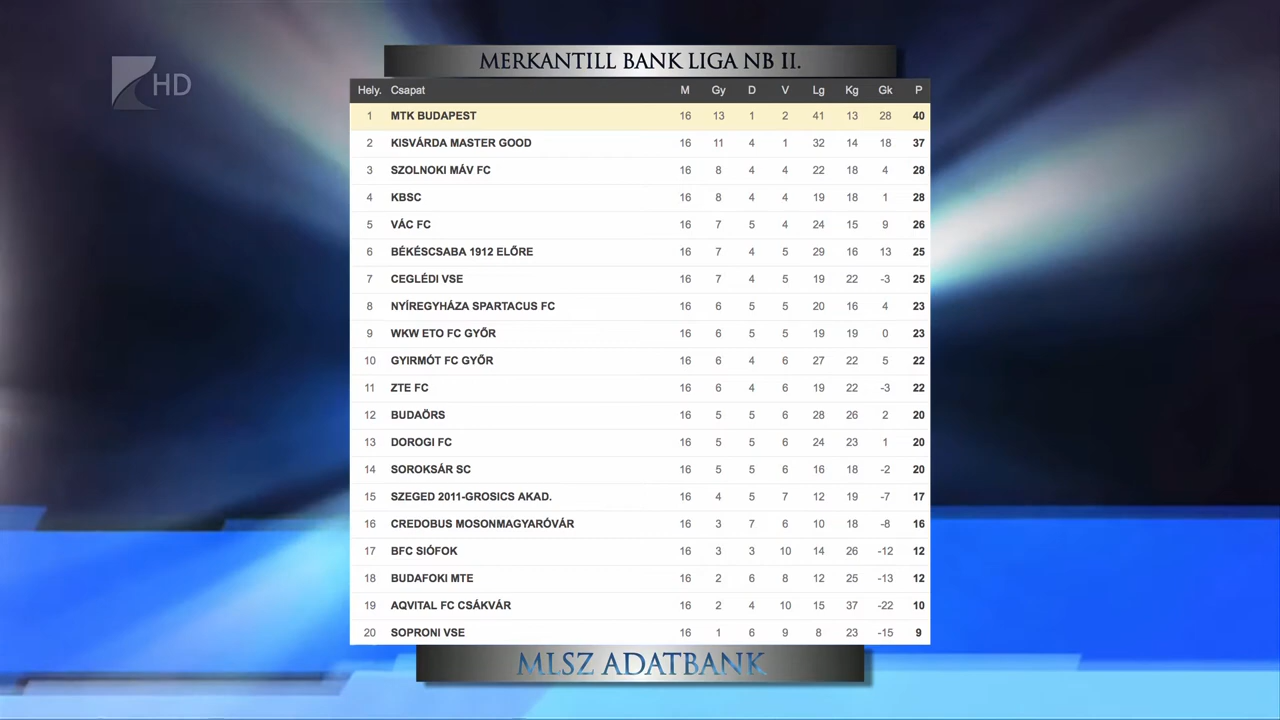 MERKANTILL BANK LIGA NB II.
HD
Hely. Csapat M Gy D V Lg Kg Gk P
1 MTK BUDAPEST 16 13 1 2 41 13 28 40
2 KISVÁRDA MASTER GOOD 16 11 4 1 32 14 18 37
3 SZOLNOKI MÁV FC 16 8 4 4 22 18 4 28
4 KBSC 16 8 4 4 19 18 1 28
5 VÁC FC 16 7 5 4 24 15 9 26
6 BÉKÉSCSABA 1912 ELŐRE 16 7 4 5 29 16 13 25
7 CEGLÉDI VSE 16 7 4 5 19 22 -3 25
8 NYÍREGYHÁZA SPARTACUS FC 16 6 5 5 20 16 4 23
9 WKW ETO FC GYŐR 16 6 5 5 19 19 0 23
10 GYIRMÓT FC GYŐR 16 6 4 6 27 22 5 22
11 ZTE FC 16 6 4 6 19 22 -3 22
12 BUDAÖRS 16 5 5 6 28 26 2 20
13 DOROGI FC 16 5 5 6 24 23 1 20
14 SOROKSÁR SC 16 5 5 6 16 18 -2 20
15 SZEGED 2011-GROSICS AKAD. 16 4 5 7 12 19 -7 17
16 CREDOBUS MOSONMAGYARÓVÁR 16 3 7 6 10 18 -8 16
17 BFC SIÓFOK 16 3 3 10 14 26 -12 12
18 BUDAFOKI MTE 16 2 6 8 12 25 -13 12
19 AQVITAL FC CSÁKVÁR 16 2 4 10 15 37 -22 10
20 SOPRONI VSE 16 1 6 9 8 23 -15 9
MLSZ ADATBANK